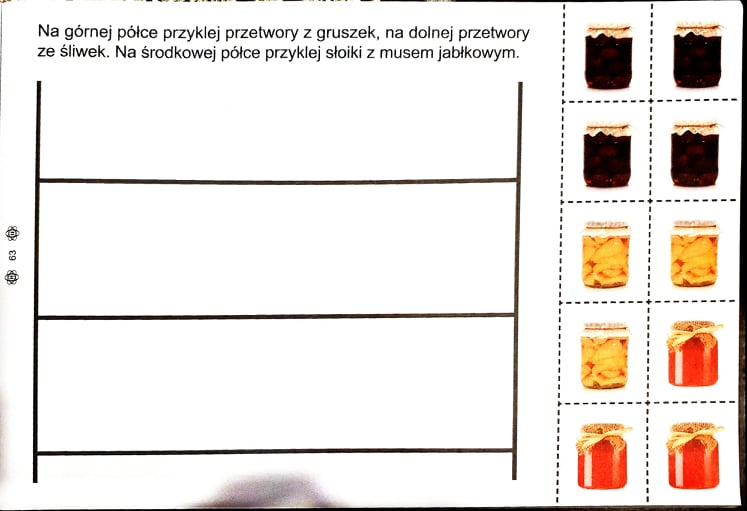 Na górnej półce przyklej przetwory z gruszek, na dolnej przetwory
ze śliwek. Na środkowej półce przyklej słoiki z musem jabłkowym.
63